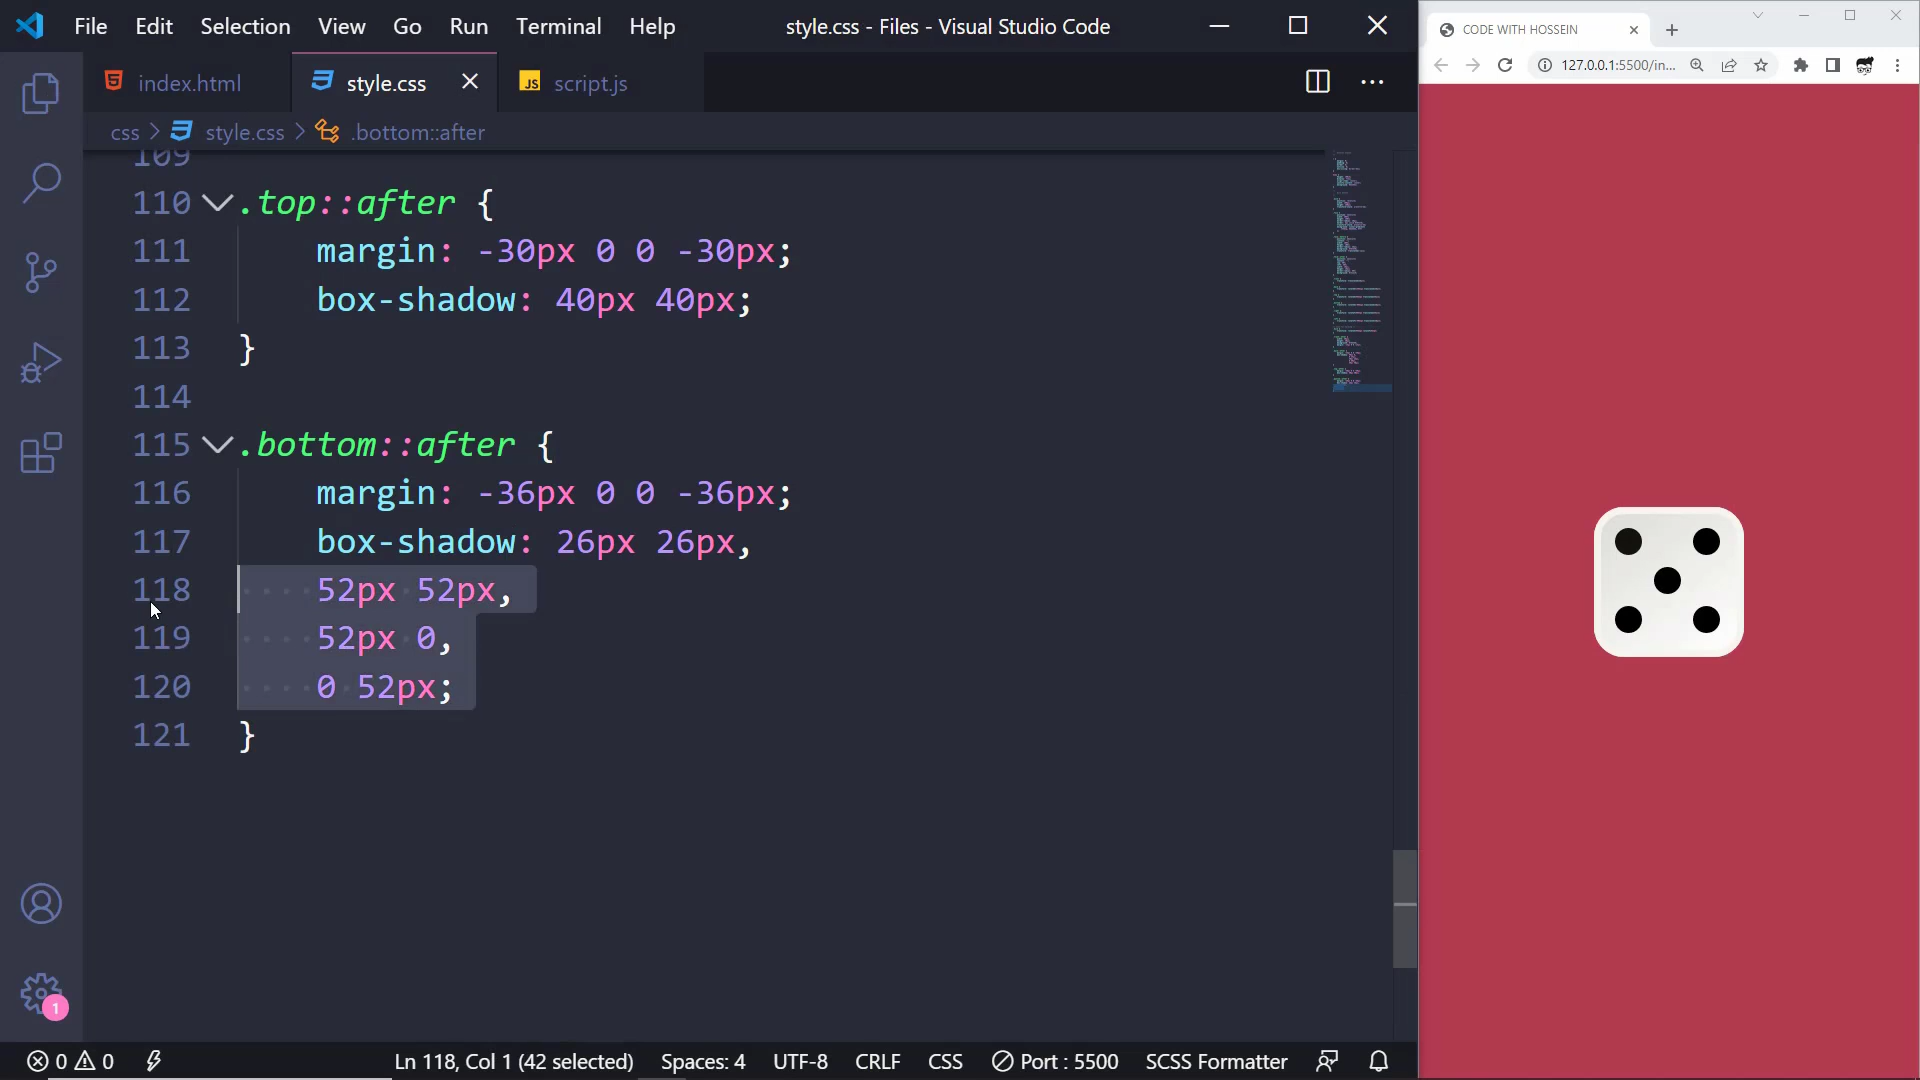 File Edit Selection View Go Run Terminal Help
style.css - Files - Visual Studio Code
index.html
style.css
JS script.js
css > style.css > .bottom::after
109
110 .top::after {
111 margin: -30px 0 0 -30px;
112 box-shadow: 40px 40px;
113 }
114
115 .bottom::after {
116 margin: -36px 0 0 -36px;
117 box-shadow: 26px 26px,
118 52px 52px,
119 52px 0,
120 0 52px;
121 }
1
0 0
Ln 118, Col 1 (42 selected) Spaces: 4 UTF-8 CRLF CSS Port : 5500 SCSS Formatter
CODE WITH HOSSEIN
127.0.0.1:5500/in...